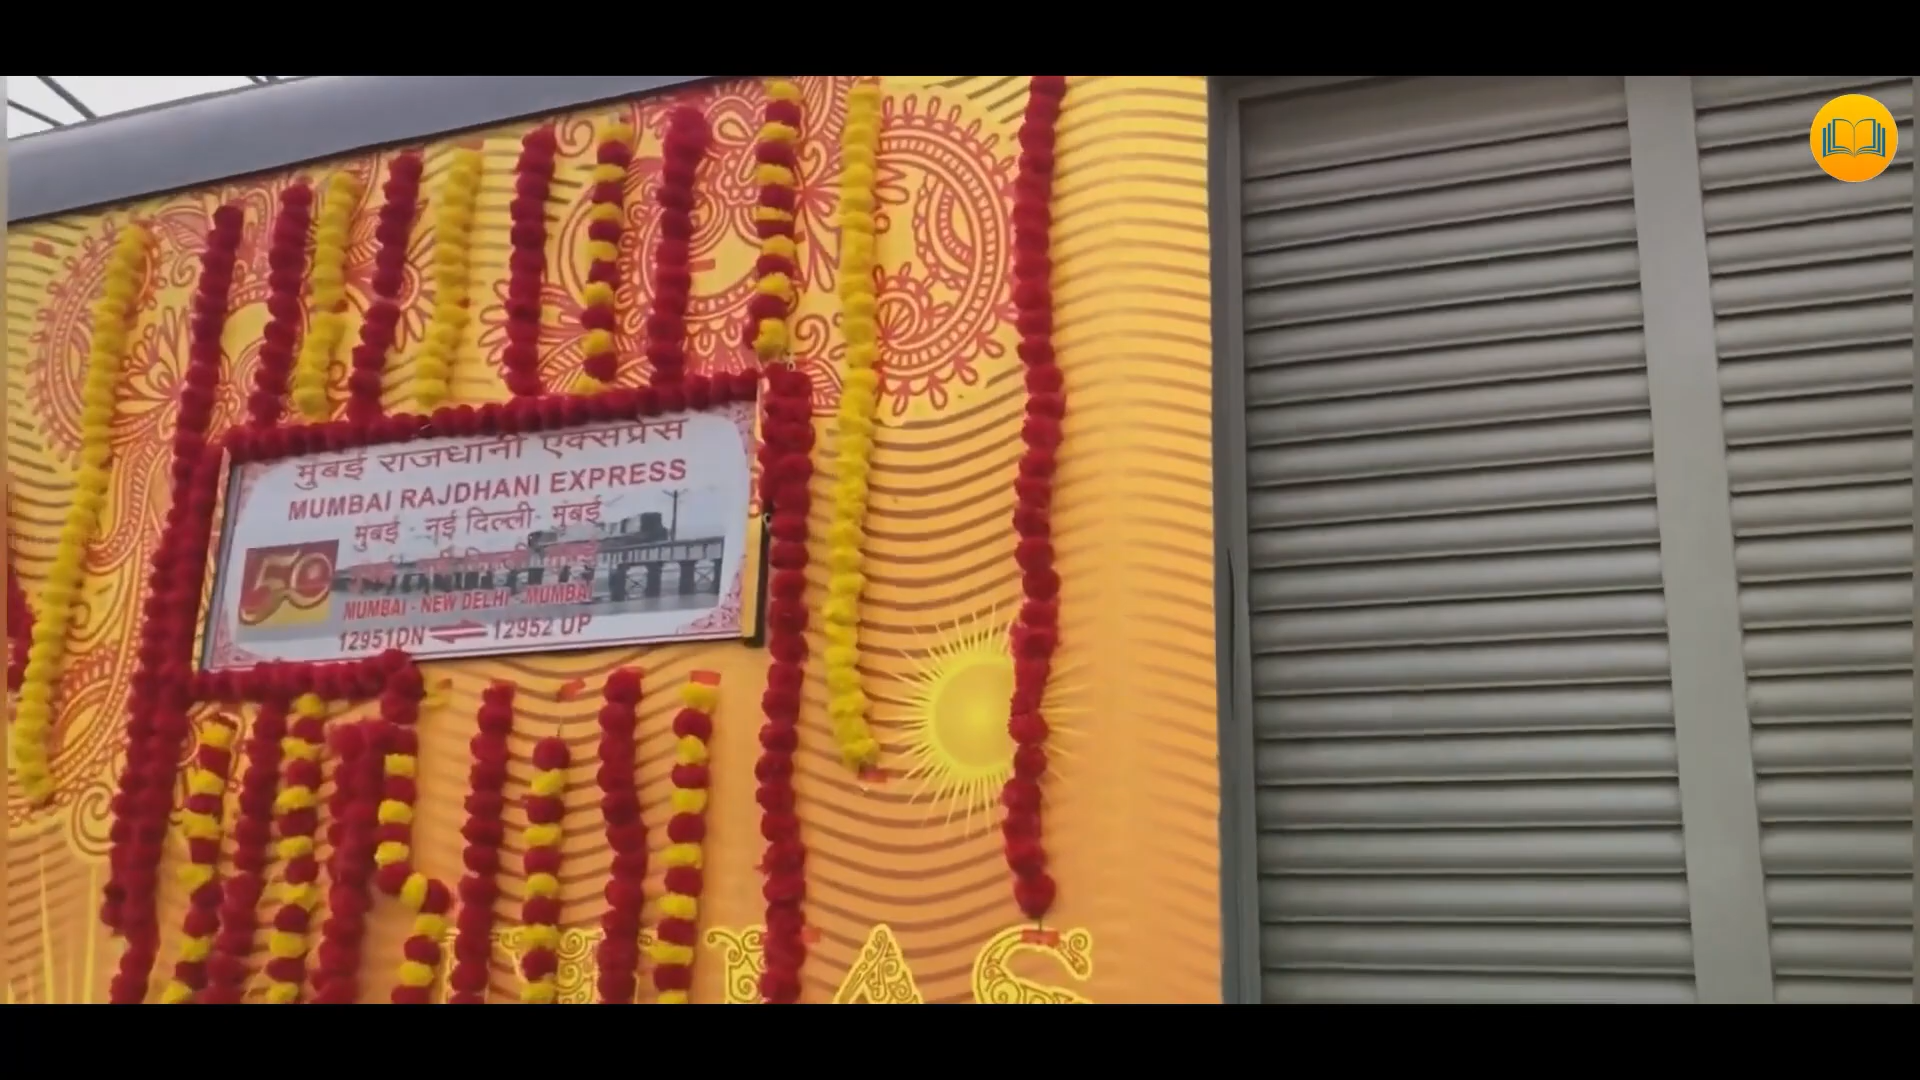 मुंबई राजधानी एक्सप्रेस
MUMBAI RAJDHANI EXPRESS
मुंबई - नई दिल्ली - मुंबई
50
MUMBAI - NEW DELHI - MUMBAI
12951DN 12952 UP